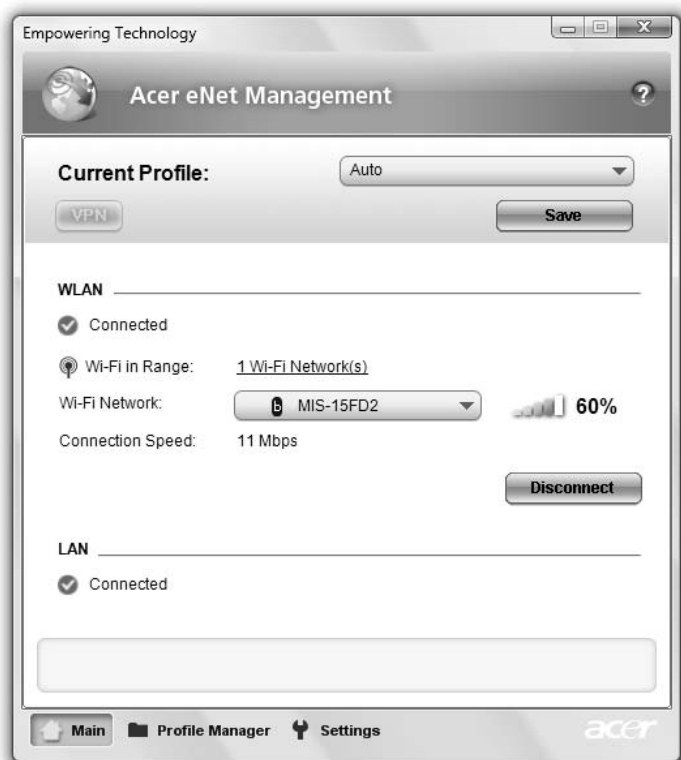 Empowering Technology
Acer eNet Management
?
Current Profile:
Auto
VPN
Save
WLAN
Connected
Wi-Fi in Range: 1 Wi-Fi Network(s)
Wi-Fi Network: b MIS-15FD2 60%
Connection Speed: 11 Mbps
Disconnect
LAN
Connected
Main Profile Manager Settings acer